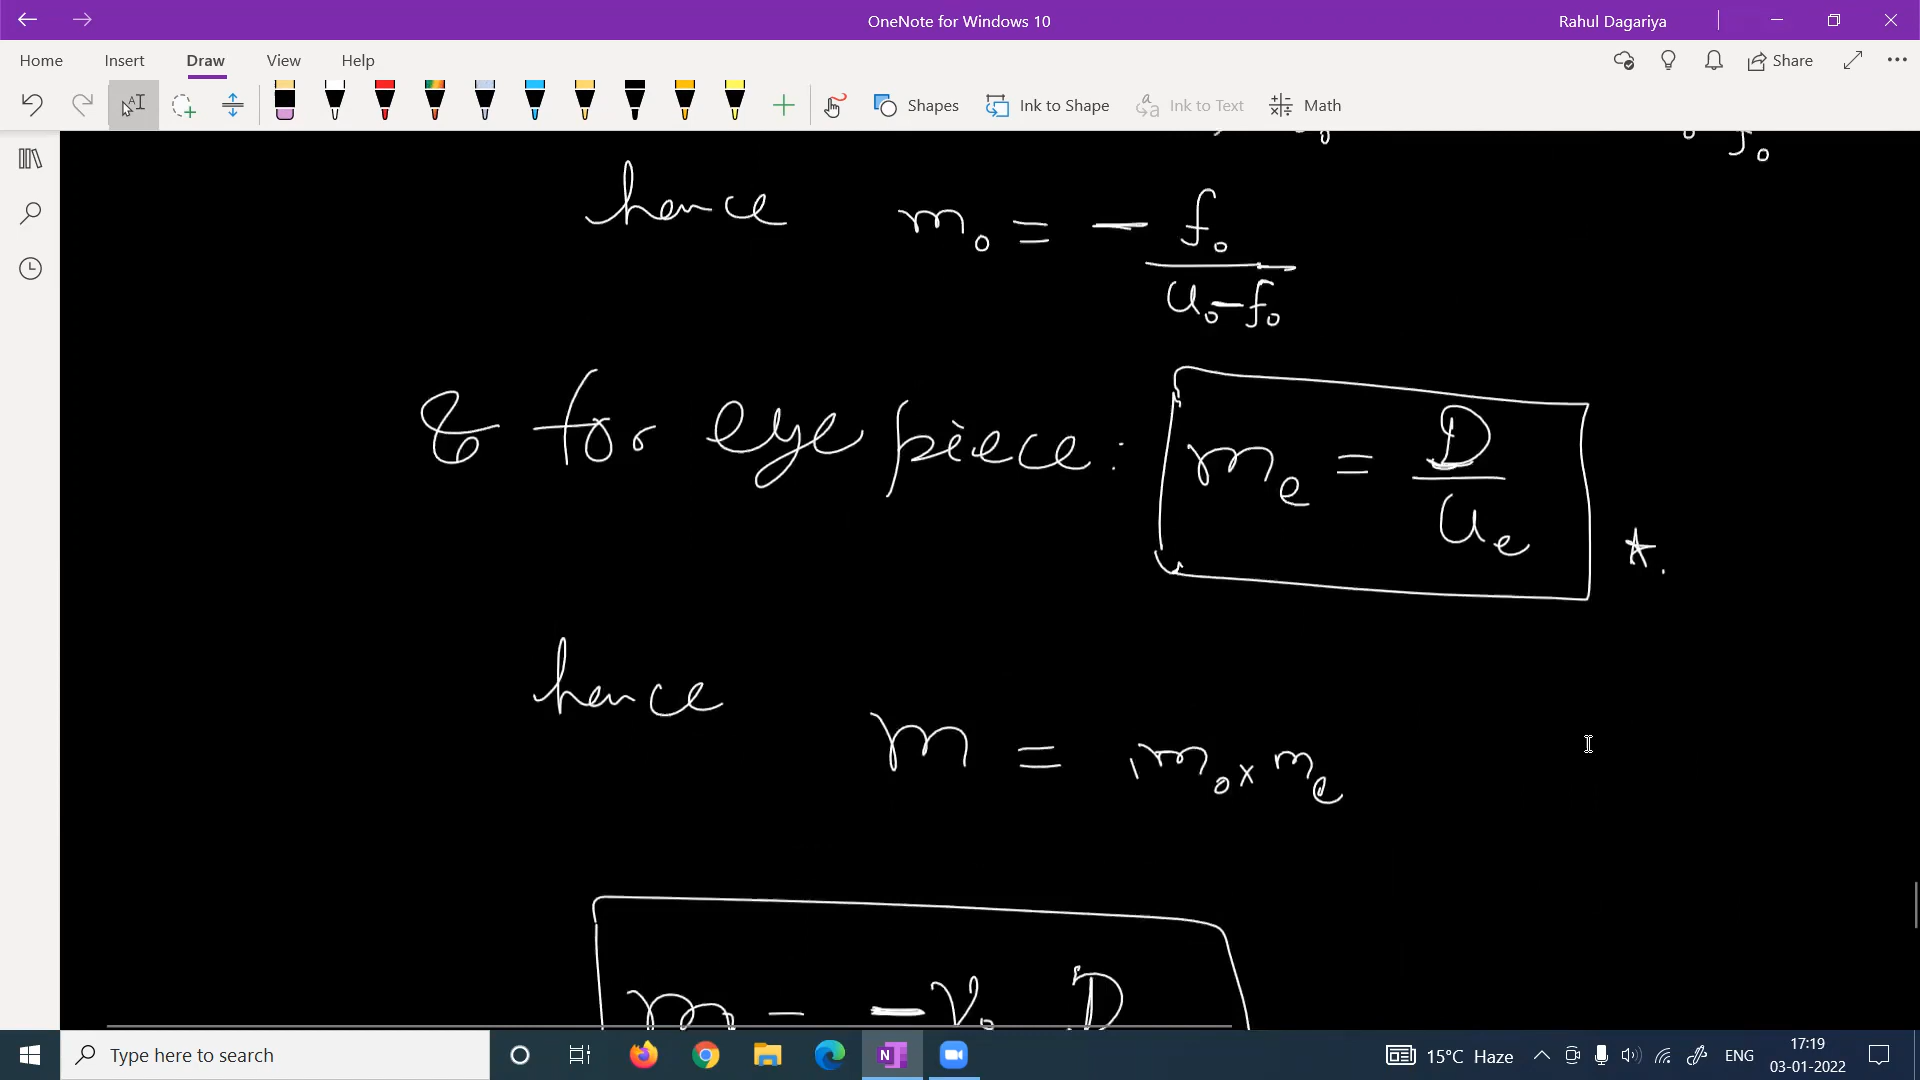 OneNote for Windows 10
Rahul Dagariya
Home Insert Draw View Help
Share
Shapes Ink to Shape Ink to Text Math
hence m₀ = - f₀ / (u₀-f₀)
& for eye piece: mₑ = D / uₑ
hence
m = m₀ x mₑ
m = - v₀ D
Type here to search
15°C Haze
ENG
17:19
03-01-2022